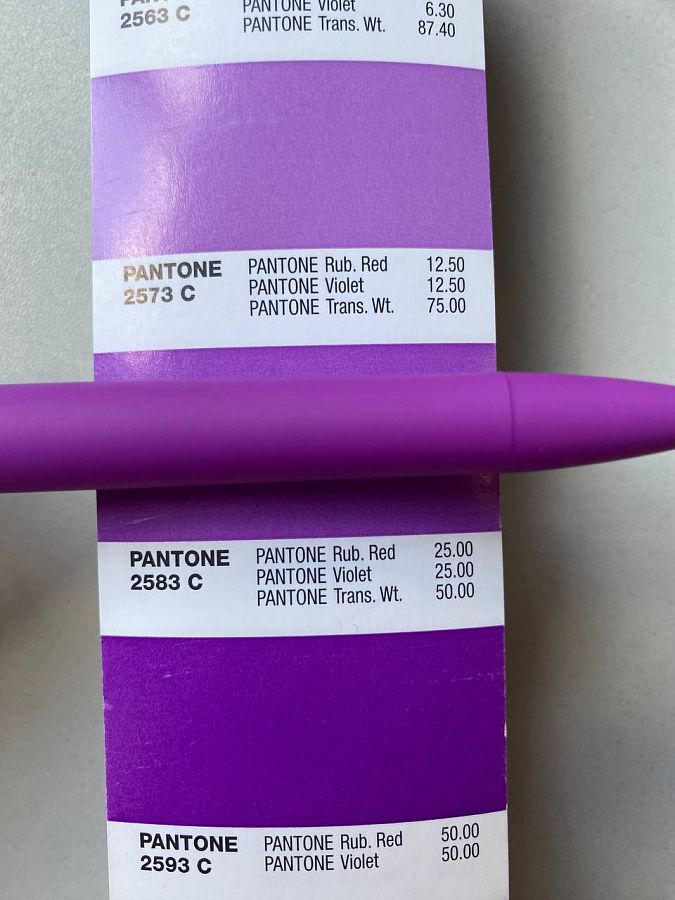 2563 C
PANTONE Violet 6.30
PANTONE Trans. Wt. 87.40
PANTONE
2573 C
PANTONE Rub. Red 12.50
PANTONE Violet 12.50
PANTONE Trans. Wt. 75.00
PANTONE
2583 C
PANTONE Rub. Red 25.00
PANTONE Violet 25.00
PANTONE Trans. Wt. 50.00
PANTONE
2593 C
PANTONE Rub. Red 50.00
PANTONE Violet 50.00